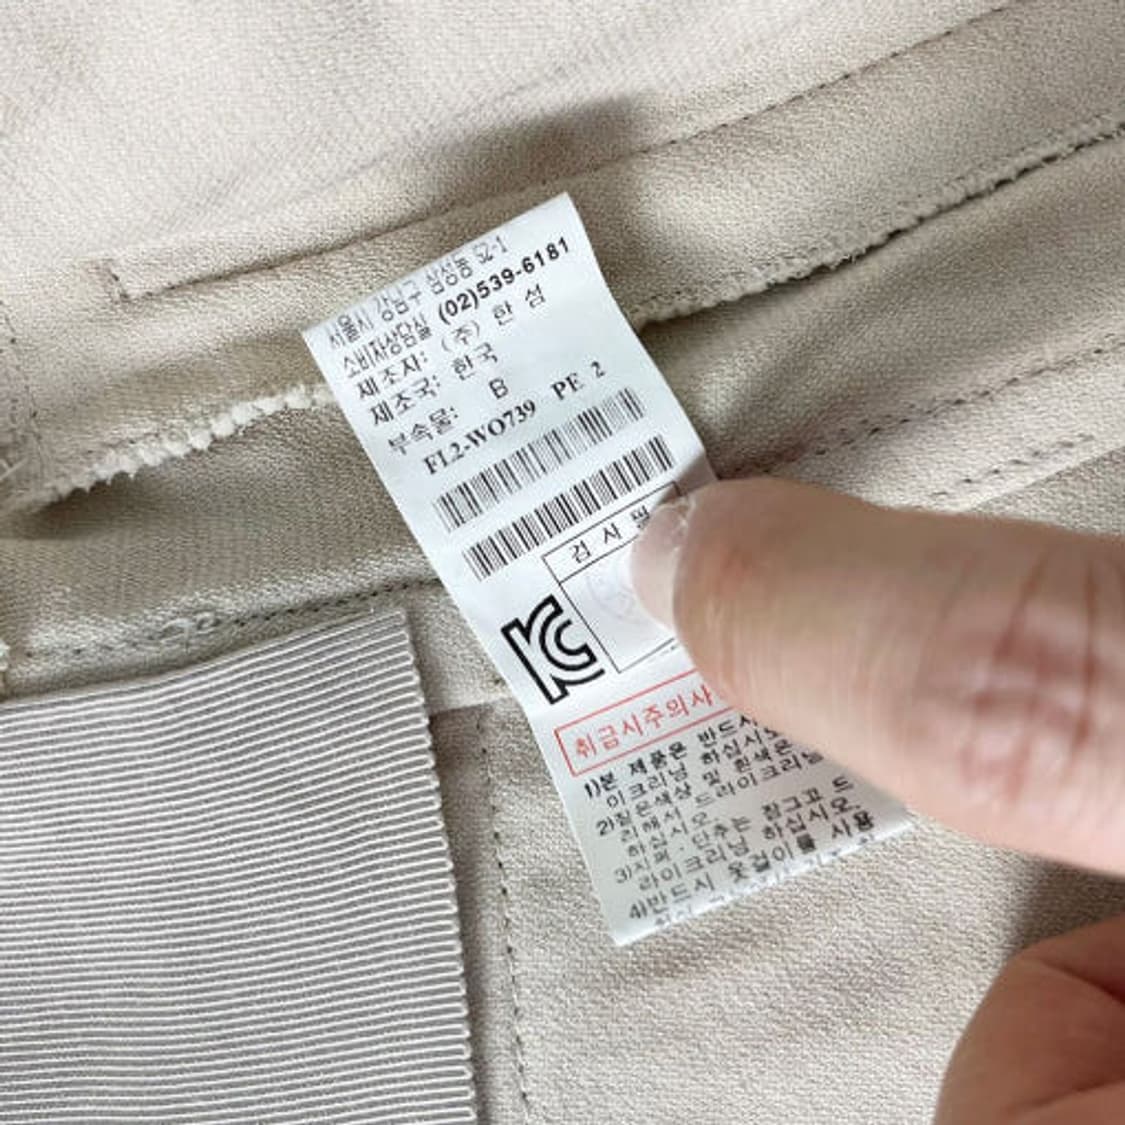 서울시 강남구 삼성동 52-1
소비자상담실 (02)539-6181
제조자: (주) 한 섬
제조국: 한국
부속물: B
FL2-WO739 PE 2
검 사 필
KC
취급시주의사
1)본 제품은 반드시
이크리닝 하십시오
2)짙은색상 및 흰색은
리해서 드라이크리닝
하십시오.
3)지퍼.단추는 잠그고 드
라이크리닝 하십시오.
4)반드시 옷걸이를 사용